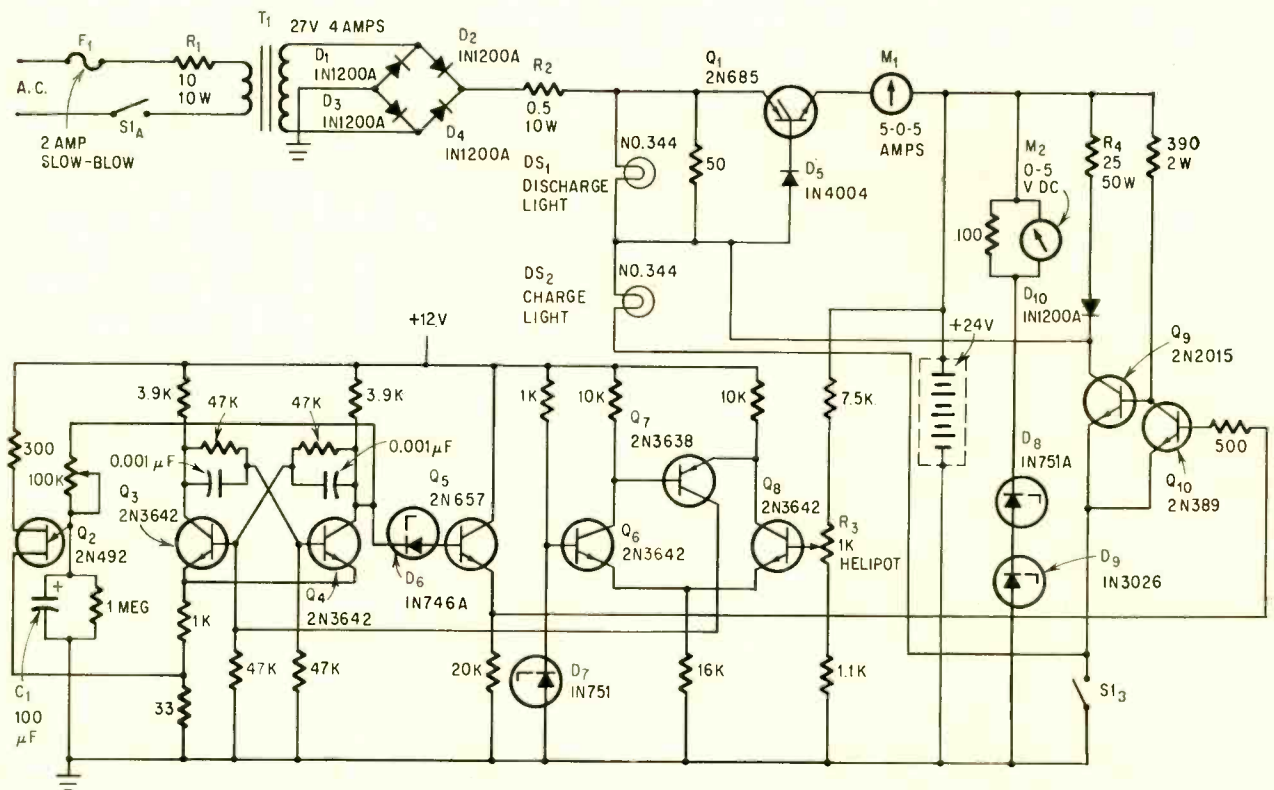 F1
R1
10
10W
A.C.
S1A
2 AMP
SLOW-BLOW
T1
27V 4 AMPS
D1
IN1200A
D2
IN1200A
D3
IN1200A
D4
IN1200A
R2
0.5
10W
NO.344
DS1
DISCHARGE
LIGHT
50
Q1
2N685
D5
IN4004
M1
5-0-5
AMPS
M2
0-5
V DC
100
R4
25
50W
390
2W
NO.344
DS2
CHARGE
LIGHT
D10
IN1200A
+24V
Q9
2N2015
500
Q10
2N389
D8
IN751A
D9
IN3026
S13
+12V
3.9K
3.9K
47K
47K
300
100K
0.001µF
0.001µF
Q2
2N492
Q3
2N3642
Q4
2N3642
Q5
2N657
D6
IN746A
+
1 MEG
C1
100
µF
1K
33
47K
47K
20K
1K
10K
Q7
2N3638
10K
Q6
2N3642
Q8
2N3642
D7
IN751
16K
7.5K
R3
1K
HELIPOT
1.1K